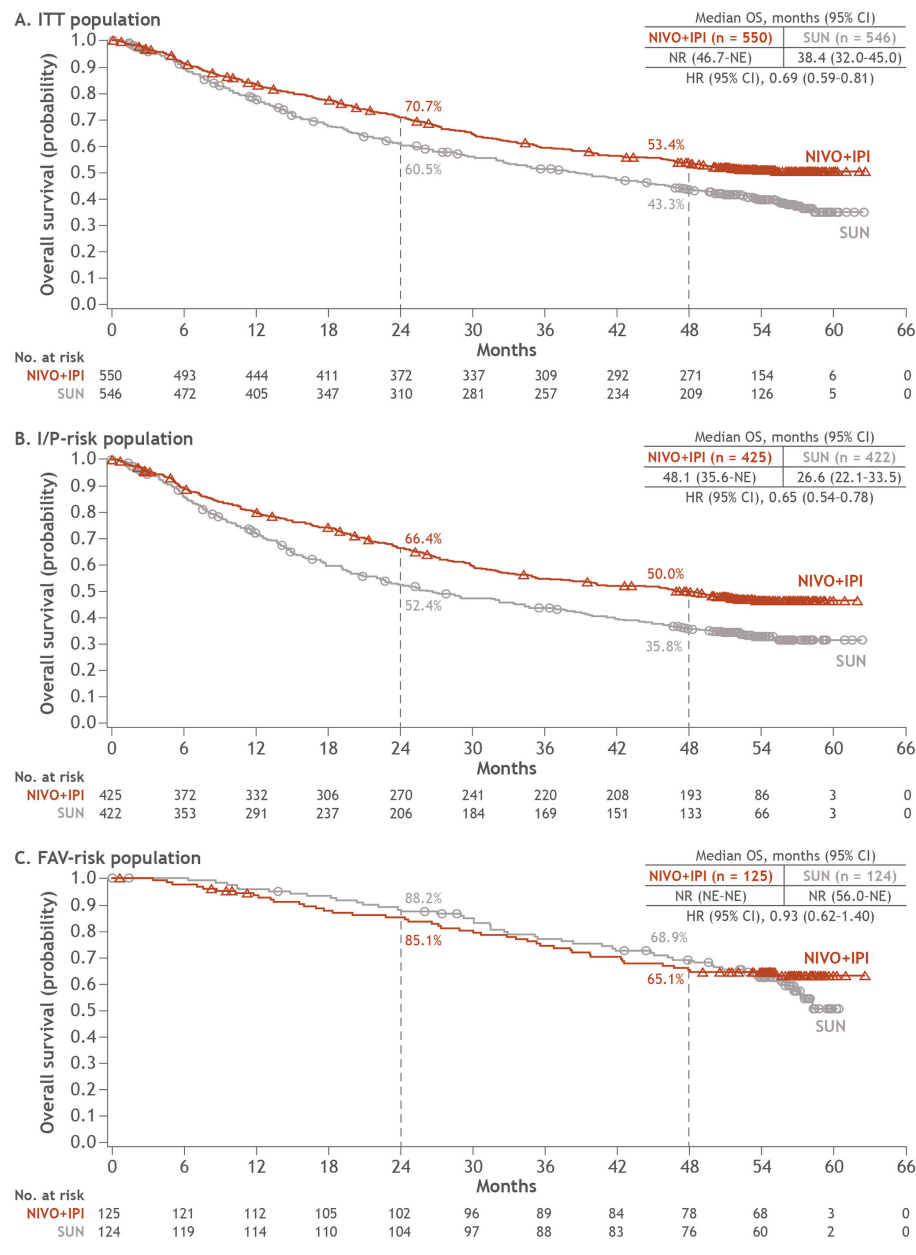 A. ITT population
Median OS, months (95% CI)
NIVO+IPI (n = 550) SUN (n = 546)
NR (46.7-NE) 38.4 (32.0-45.0)
HR (95% CI), 0.69 (0.59-0.81)
Overall survival (probability)
1.0
0.9
0.8
0.7
0.6
0.5
0.4
0.3
0.2
0.1
0.0
70.7%
60.5%
53.4%
43.3%
NIVO+IPI
SUN
0 6 12 18 24 30 36 42 48 54 60 66
Months
No. at risk
NIVO+IPI 550 493 444 411 372 337 309 292 271 154 6 0
SUN 546 472 405 347 310 281 257 234 209 126 5 0
B. I/P-risk population
Median OS, months (95% CI)
NIVO+IPI (n = 425) SUN (n = 422)
48.1 (35.6-NE) 26.6 (22.1-33.5)
HR (95% CI), 0.65 (0.54-0.78)
Overall survival (probability)
1.0
0.9
0.8
0.7
0.6
0.5
0.4
0.3
0.2
0.1
0.0
66.4%
52.4%
50.0%
35.8%
NIVO+IPI
SUN
0 6 12 18 24 30 36 42 48 54 60 66
Months
No. at risk
NIVO+IPI 425 372 332 306 270 241 220 208 193 86 3 0
SUN 422 353 291 237 206 184 169 151 133 66 3 0
C. FAV-risk population
Median OS, months (95% CI)
NIVO+IPI (n = 125) SUN (n = 124)
NR (NE-NE) NR (56.0-NE)
HR (95% CI), 0.93 (0.62-1.40)
Overall survival (probability)
1.0
0.9
0.8
0.7
0.6
0.5
0.4
0.3
0.2
0.1
0.0
88.2%
85.1%
68.9%
65.1%
NIVO+IPI
SUN
0 6 12 18 24 30 36 42 48 54 60 66
Months
No. at risk
NIVO+IPI 125 121 112 105 102 96 89 84 78 68 3 0
SUN 124 119 114 110 104 97 88 83 76 60 2 0